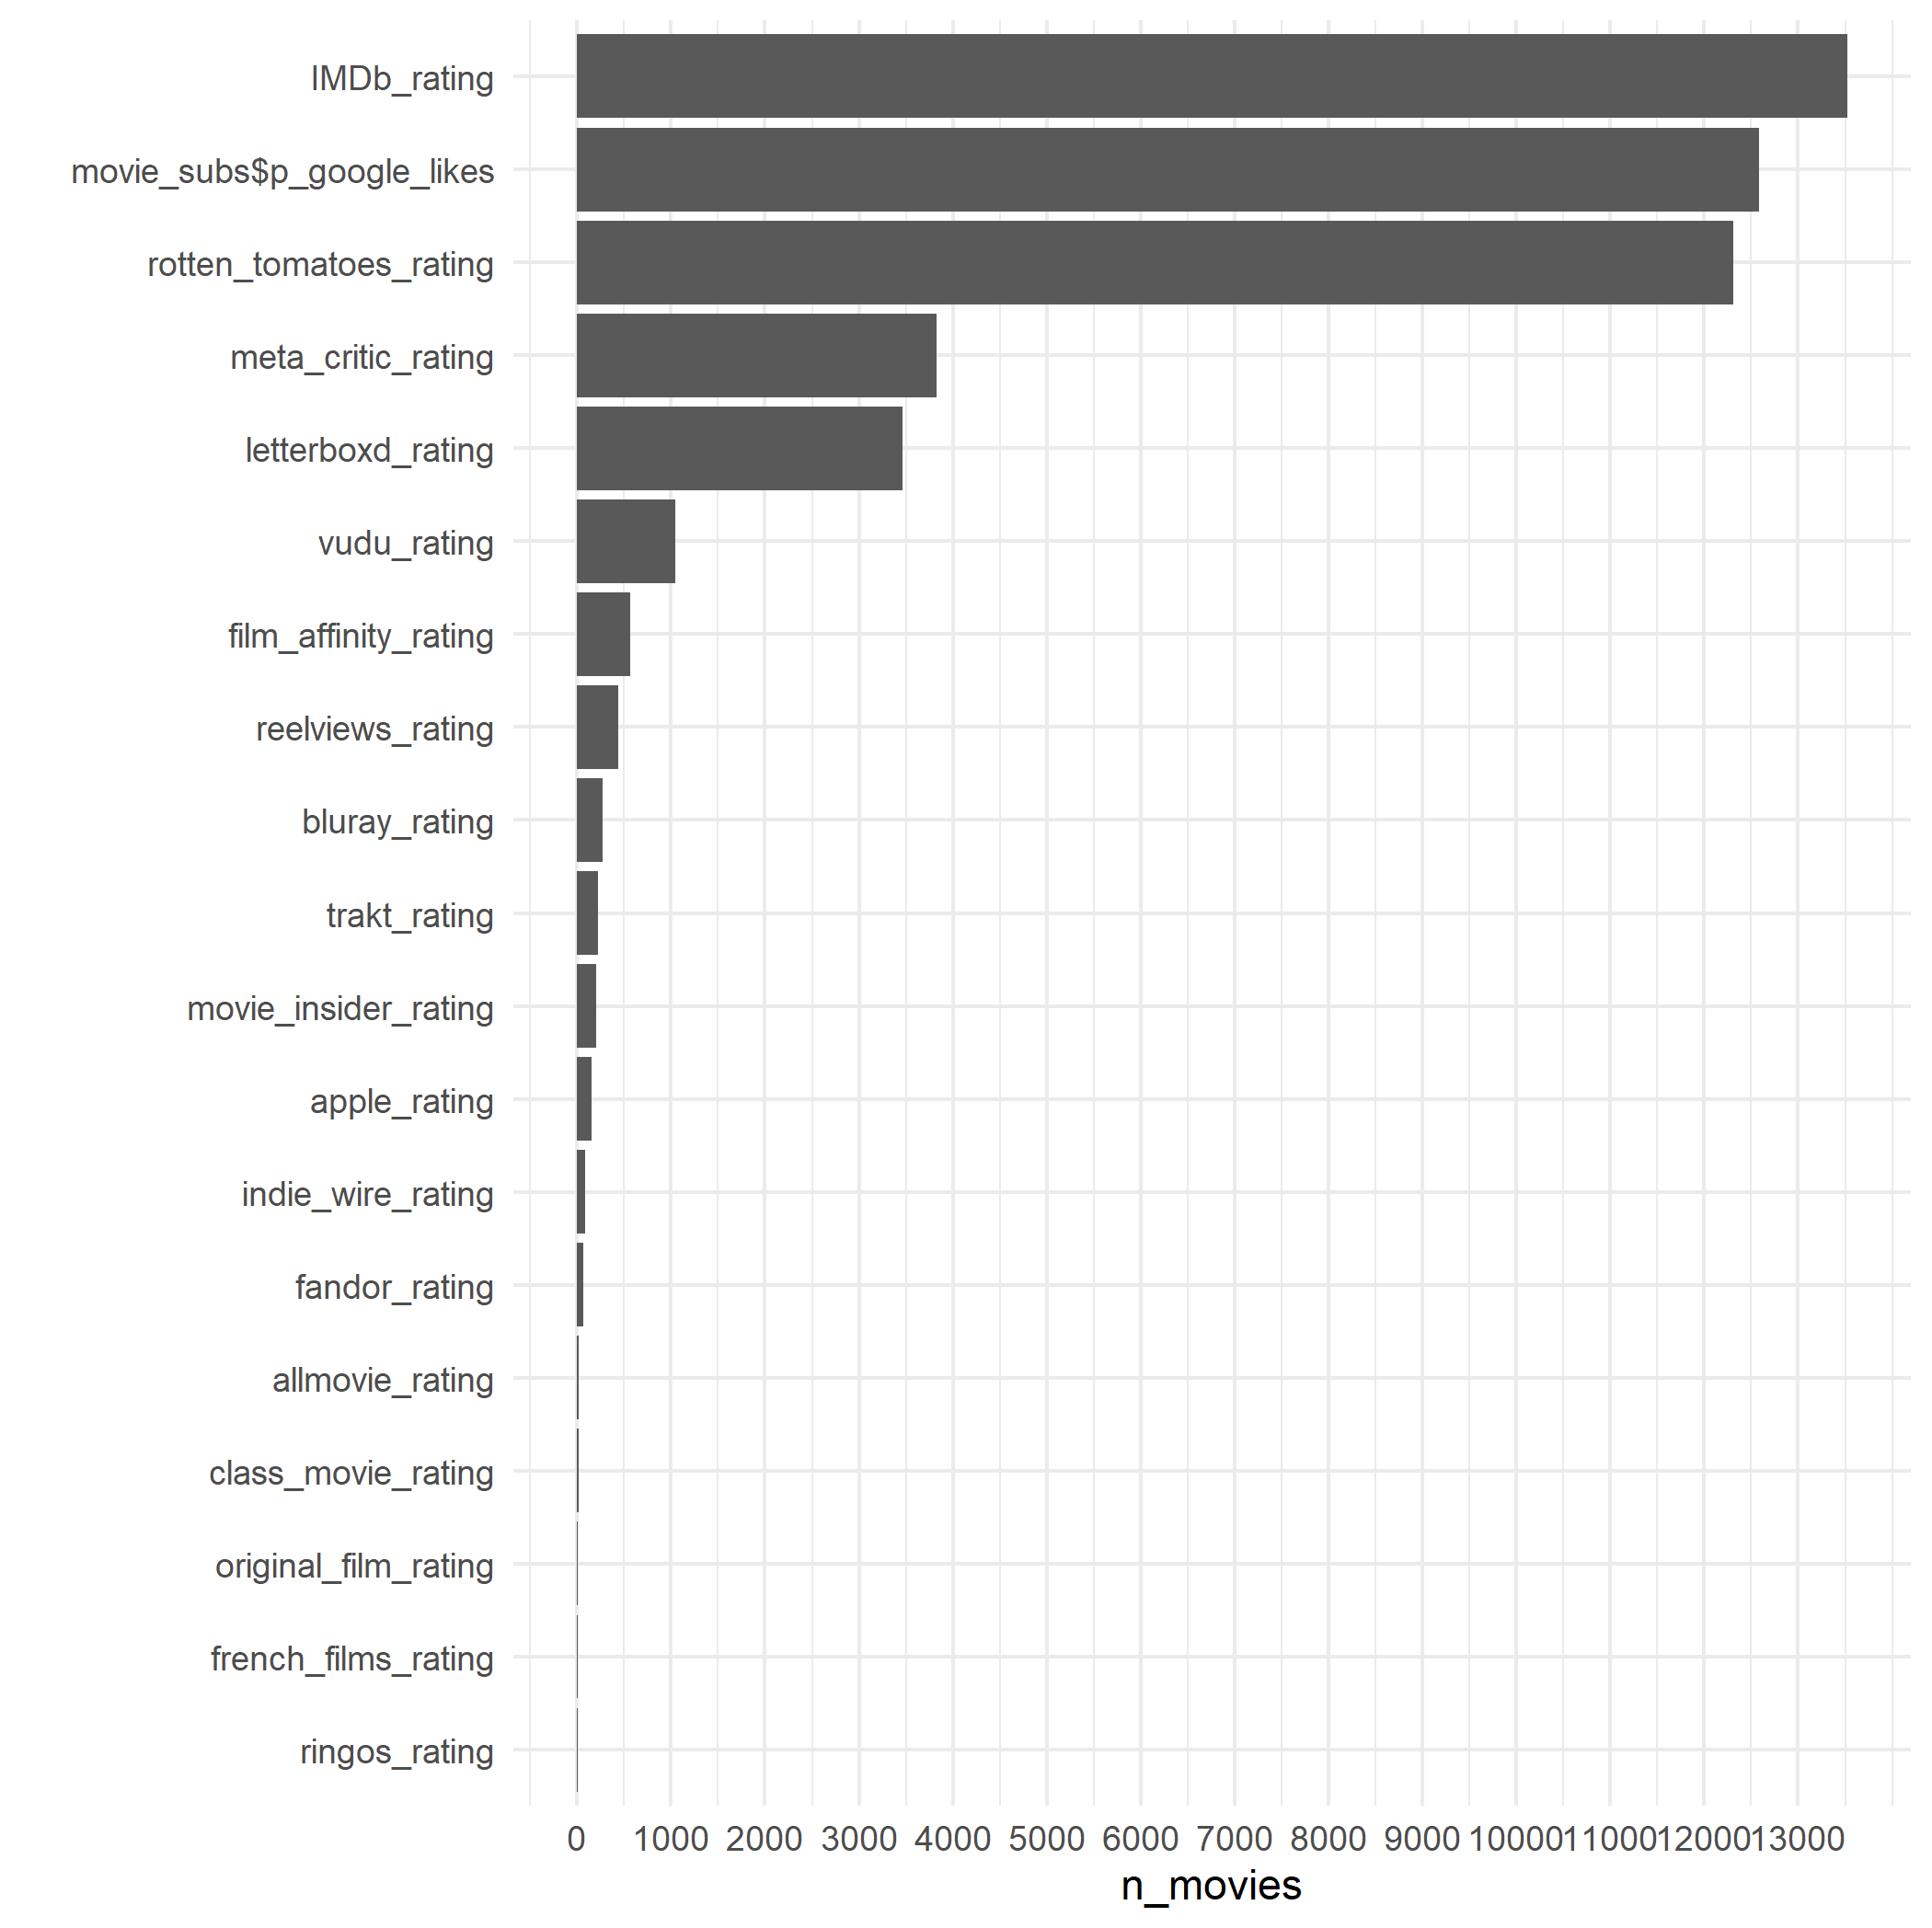 IMDb_rating
movie_subs$p_google_likes
rotten_tomatoes_rating
meta_critic_rating
letterboxd_rating
vudu_rating
film_affinity_rating
reelviews_rating
bluray_rating
trakt_rating
movie_insider_rating
apple_rating
indie_wire_rating
fandor_rating
allmovie_rating
class_movie_rating
original_film_rating
french_films_rating
ringos_rating
0 1000 2000 3000 4000 5000 6000 7000 8000 9000 10000 11000 12000 13000
n_movies